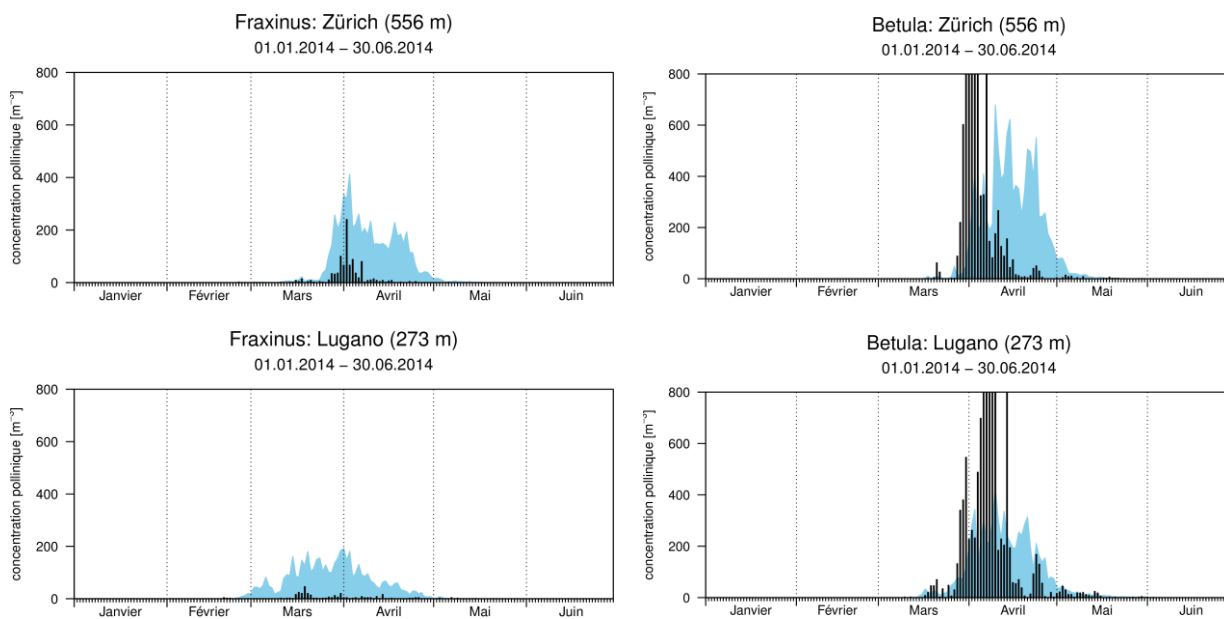 Fraxinus: Zürich (556 m)
01.01.2014 – 30.06.2014
concentration pollinique [m⁻³]
800
600
400
200
0
Janvier Février Mars Avril Mai Juin
Betula: Zürich (556 m)
01.01.2014 – 30.06.2014
concentration pollinique [m⁻³]
800
600
400
200
0
Janvier Février Mars Avril Mai Juin
Fraxinus: Lugano (273 m)
01.01.2014 – 30.06.2014
concentration pollinique [m⁻³]
800
600
400
200
0
Janvier Février Mars Avril Mai Juin
Betula: Lugano (273 m)
01.01.2014 – 30.06.2014
concentration pollinique [m⁻³]
800
600
400
200
0
Janvier Février Mars Avril Mai Juin